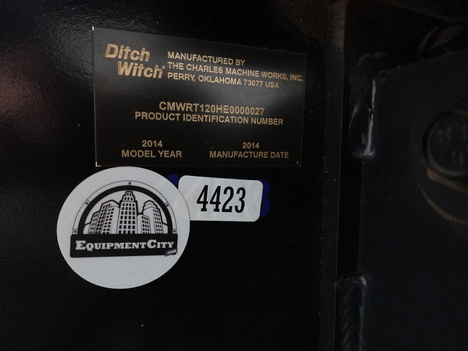 Ditch
Witch®
MANUFACTURED BY
THE CHARLES MACHINE WORKS, INC.
PERRY, OKLAHOMA 73077 USA
CMWRT120HE0000027
PRODUCT IDENTIFICATION NUMBER
2014
MODEL YEAR
2014
MANUFACTURE DATE
4423
EQUIPMENTCITY